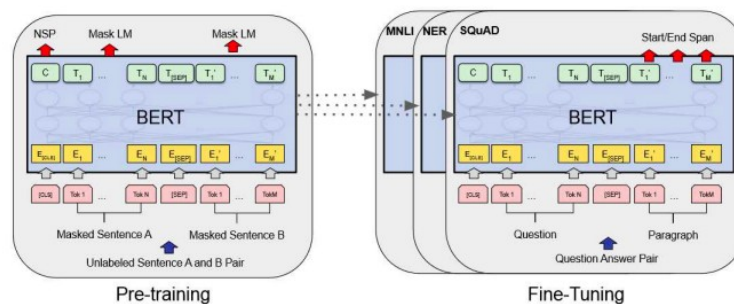 NSP Mask LM Mask LM
C T1 ... TN T[SEP] T1' ... TM'
BERT
E[CLS] E1 ... EN E[SEP] E1' ... EM'
[CLS] Tok 1 ... Tok N [SEP] Tok 1 ... TokM
Masked Sentence A Masked Sentence B
Unlabeled Sentence A and B Pair
Pre-training
MNLI NER SQuAD Start/End Span
C T1 ... TN T[SEP] T1' ... TM'
BERT
E[CLS] E1 ... EN E[SEP] E1' ... EM'
[CLS] Tok 1 ... Tok N [SEP] Tok 1 ... TokM
Question Paragraph
Question Answer Pair
Fine-Tuning